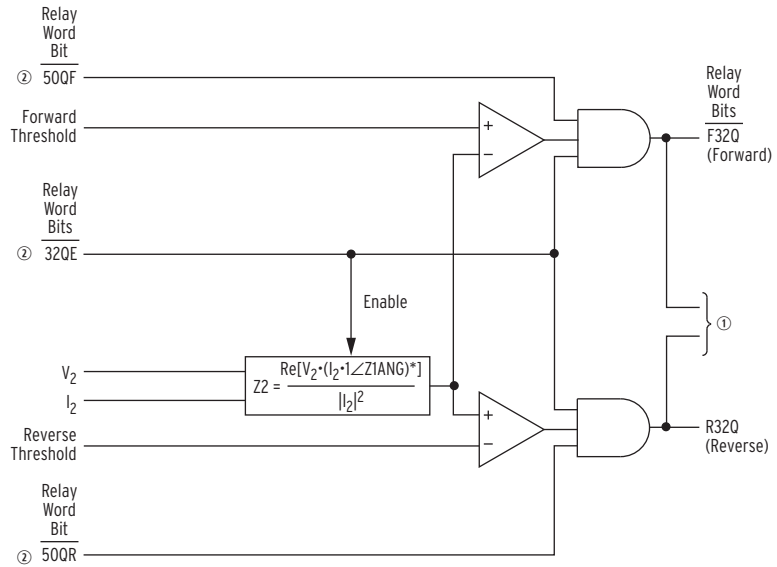 Relay
Word
Bit
② 50QF
Forward
Threshold
Relay
Word
Bits
② 32QE
Enable
V₂
I₂
Z2 = Re[V₂•(I₂•1∠Z1ANG)*]
|I₂|²
Reverse
Threshold
Relay
Word
Bit
② 50QR
+
−
+
−
Relay
Word
Bits
F32Q
(Forward)
①
R32Q
(Reverse)